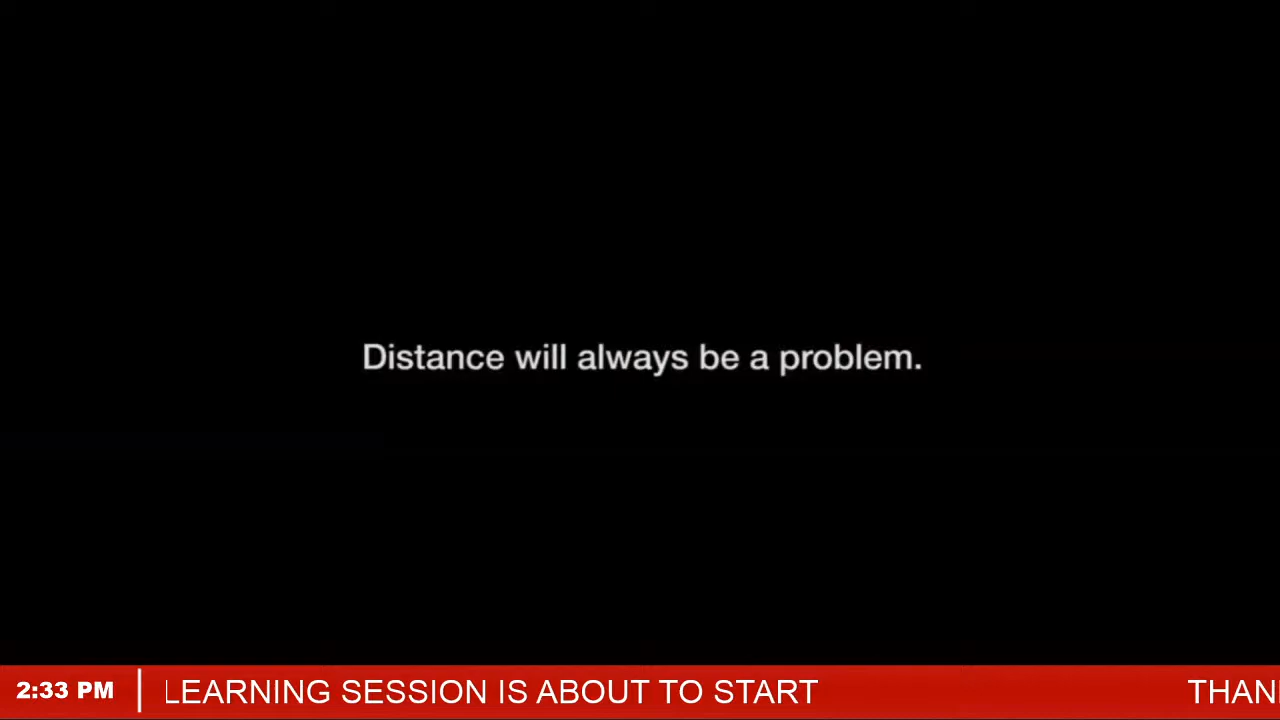 Distance will always be a problem.
2:33 PM
LEARNING SESSION IS ABOUT TO START